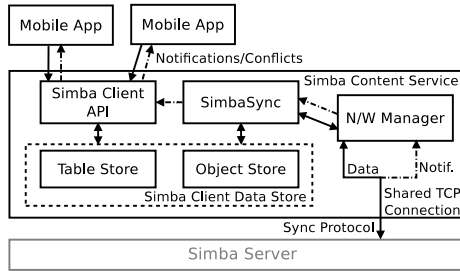 Mobile App
Mobile App
Notifications/Conflicts
Simba Content Service
Simba Client
API
SimbaSync
N/W Manager
Table Store
Object Store
Simba Client Data Store
Data
Notif.
Shared TCP
Connection
Sync Protocol
Simba Server